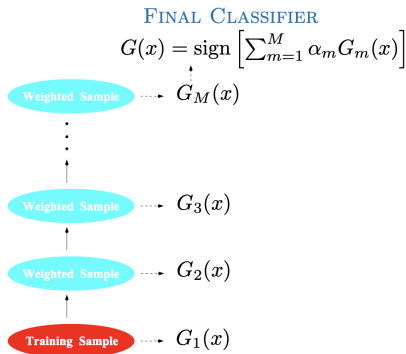 FINAL CLASSIFIER
G(x) = sign [∑_{m=1}^{M} α_m G_m(x)]
Weighted Sample G_M(x)
Weighted Sample G_3(x)
Weighted Sample G_2(x)
Training Sample G_1(x)